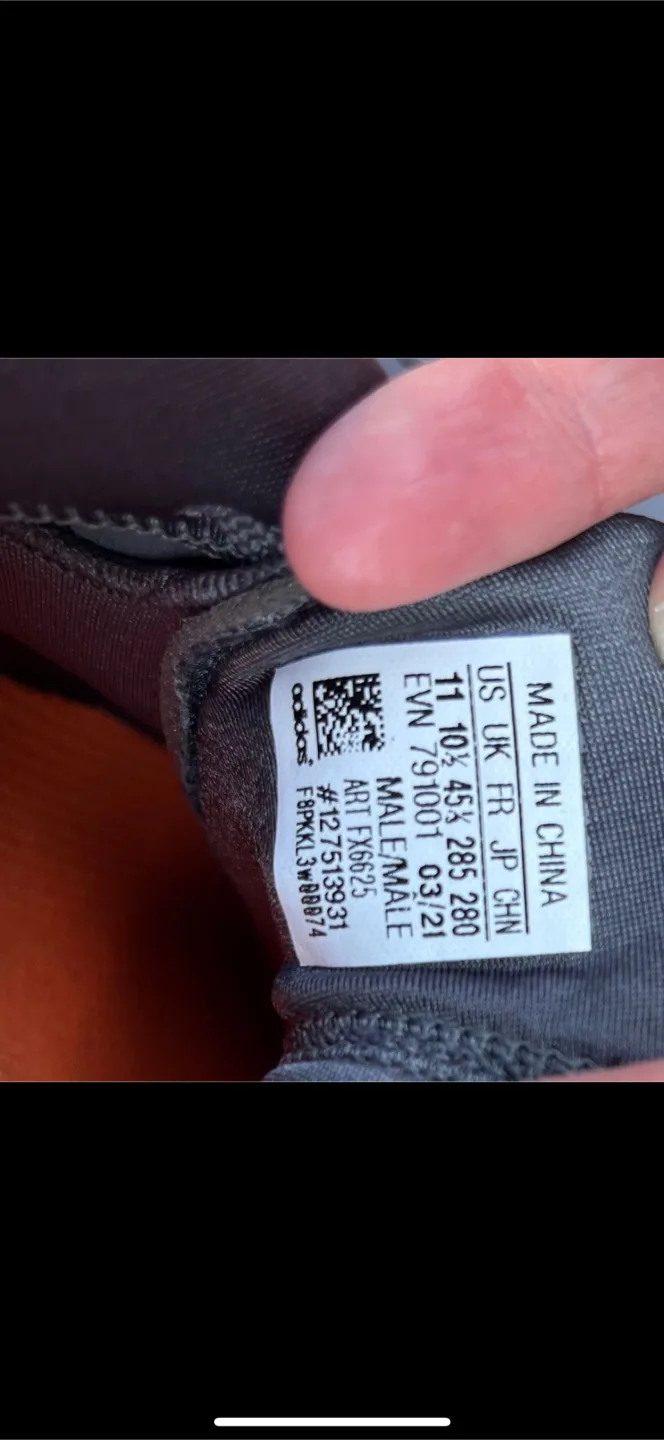 MADE IN CHINA
US UK FR JP CHN
11 10½ 45⅓ 285 280
EVN 791001 03/21
MALE/MÂLE
ART FX6625
#127513931
F8PKKL3W00074
adidas